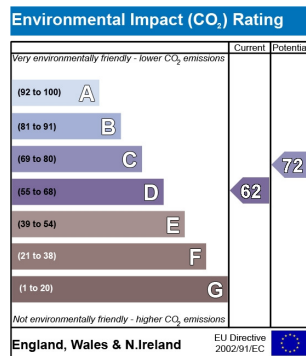 Environmental Impact (CO₂) Rating
Current Potential
Very environmentally friendly - lower CO₂ emissions
(92 to 100) A
(81 to 91) B
(69 to 80) C
72
(55 to 68) D
62
(39 to 54) E
(21 to 38) F
(1 to 20) G
Not environmentally friendly - higher CO₂ emissions
England, Wales & N.Ireland
EU Directive
2002/91/EC